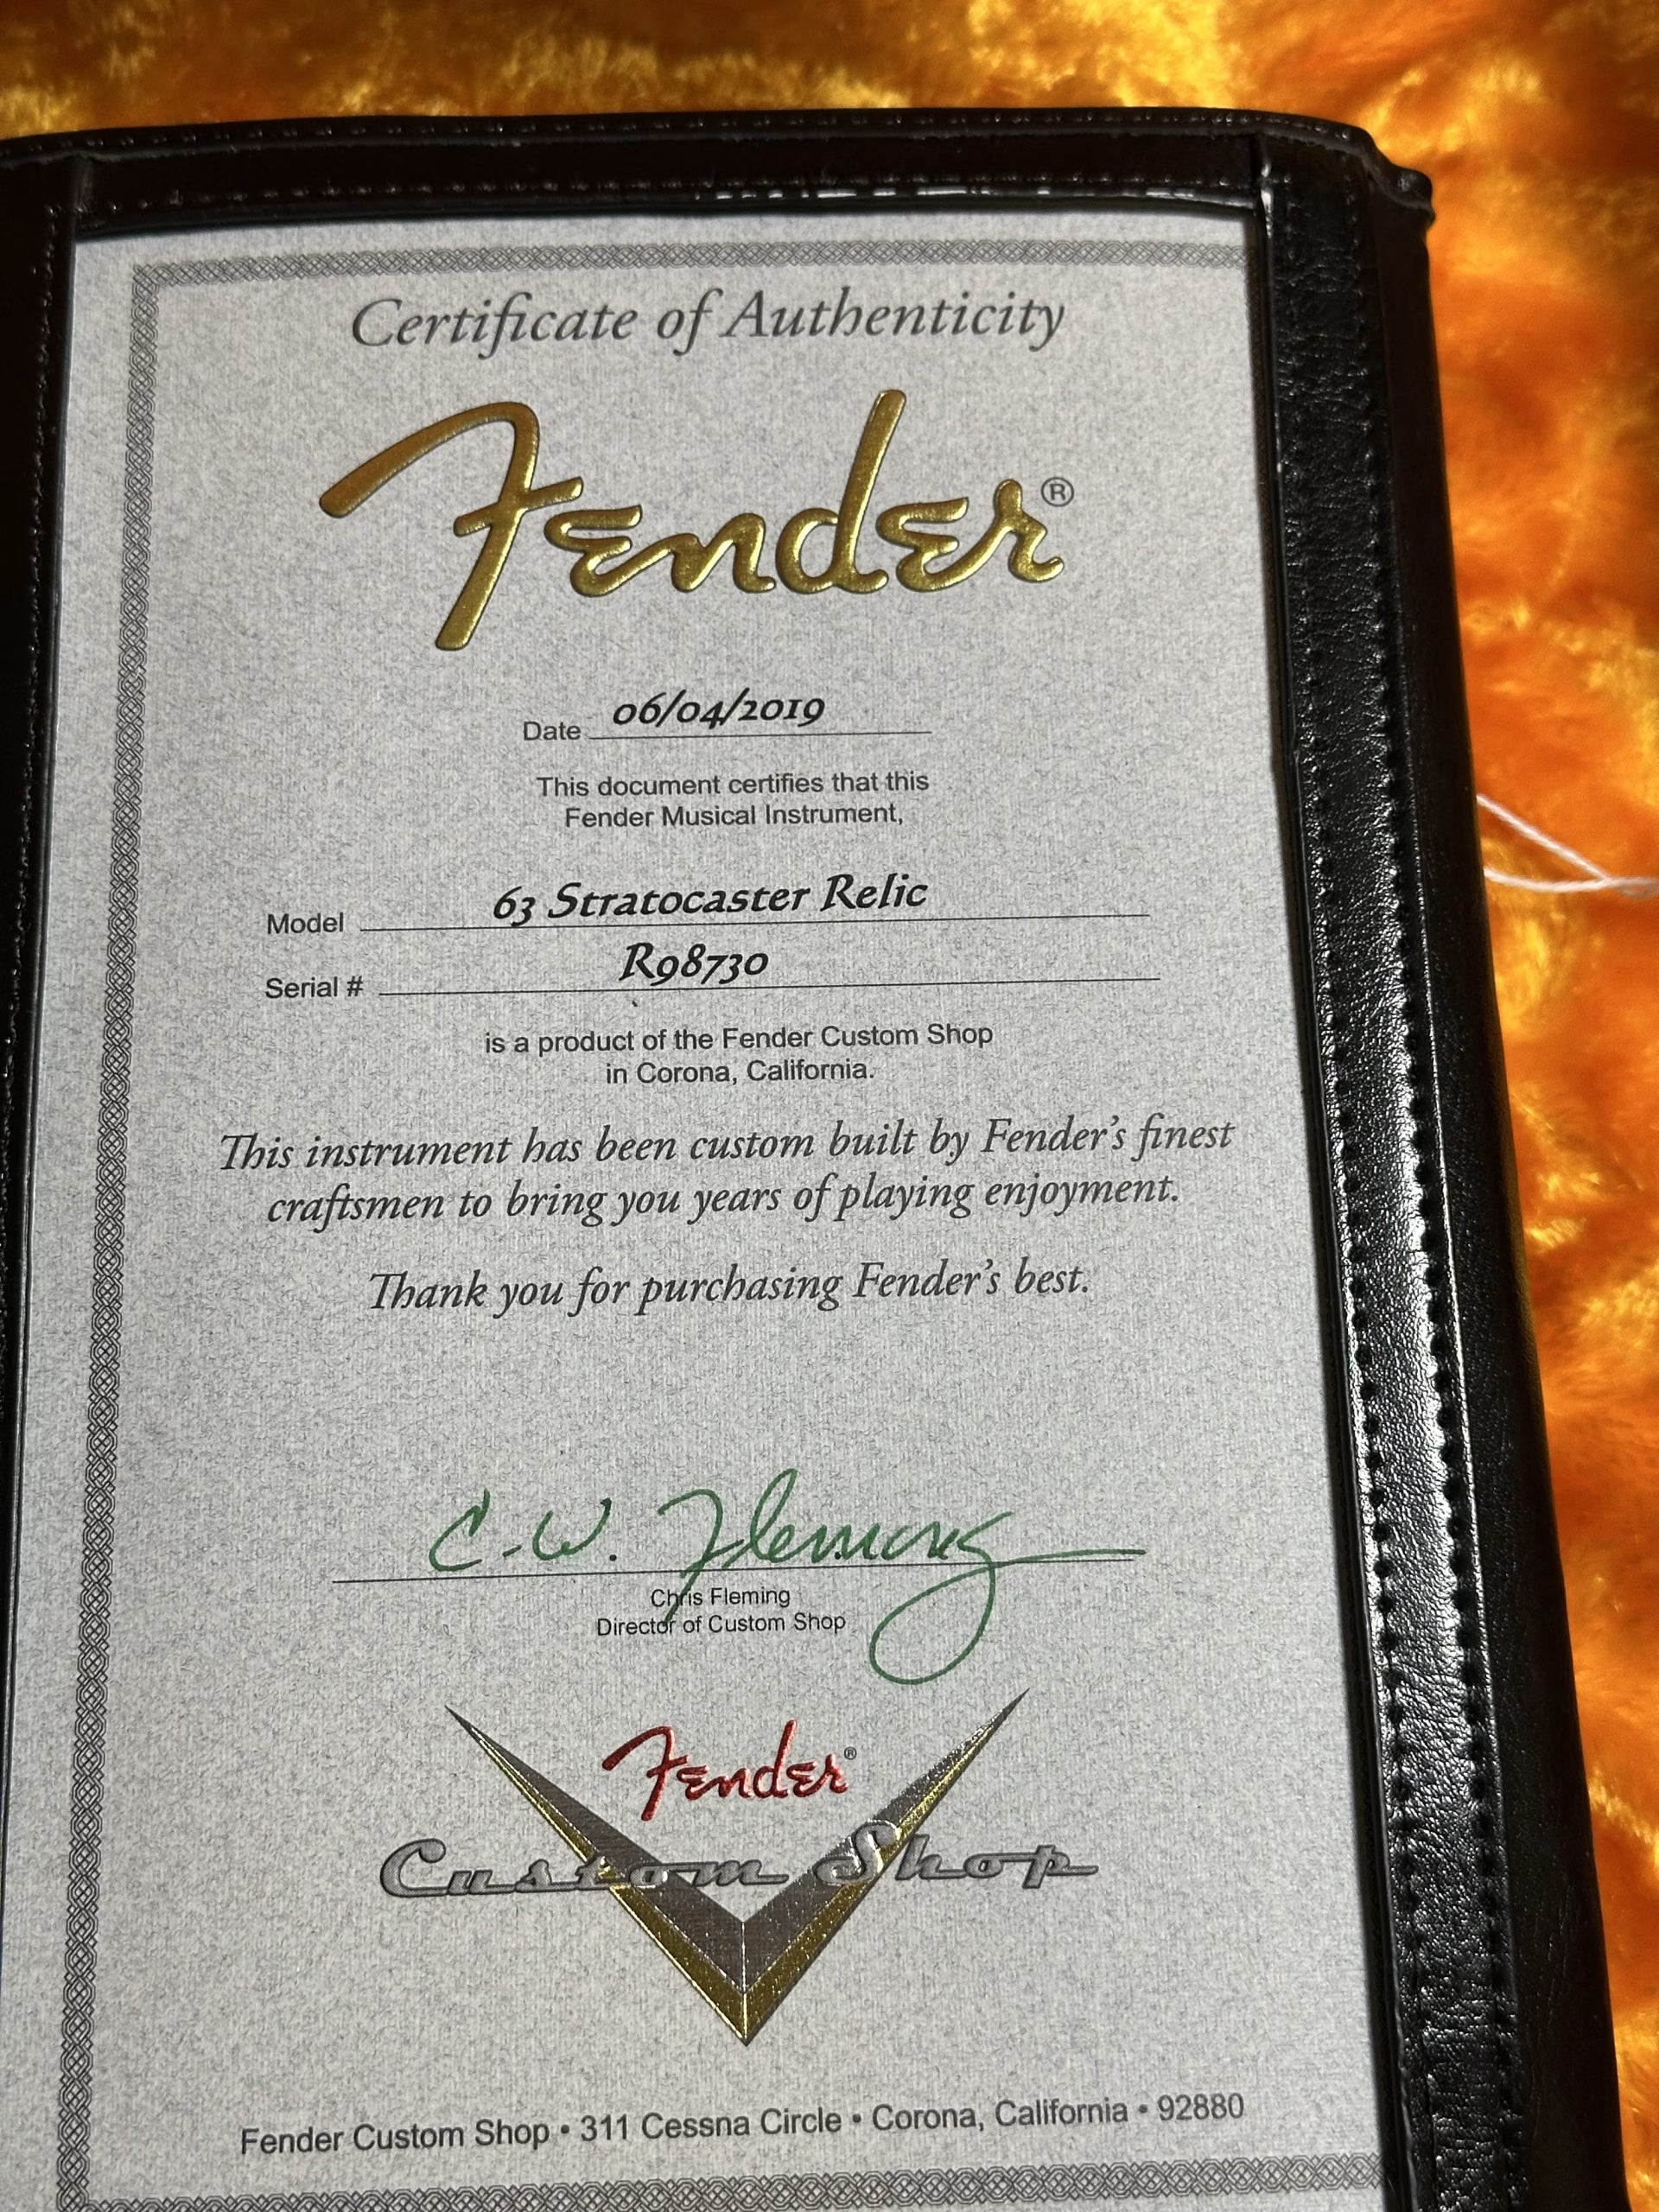 Certificate of Authenticity
Fender®
Date 06/04/2019
This document certifies that this
Fender Musical Instrument,
Model 63 Stratocaster Relic
Serial # R98730
is a product of the Fender Custom Shop
in Corona, California.
This instrument has been custom built by Fender's finest
craftsmen to bring you years of playing enjoyment.
Thank you for purchasing Fender's best.
C.W. Fleming
Chris Fleming
Director of Custom Shop
Fender®
Custom Shop
Fender Custom Shop • 311 Cessna Circle • Corona, California • 92880